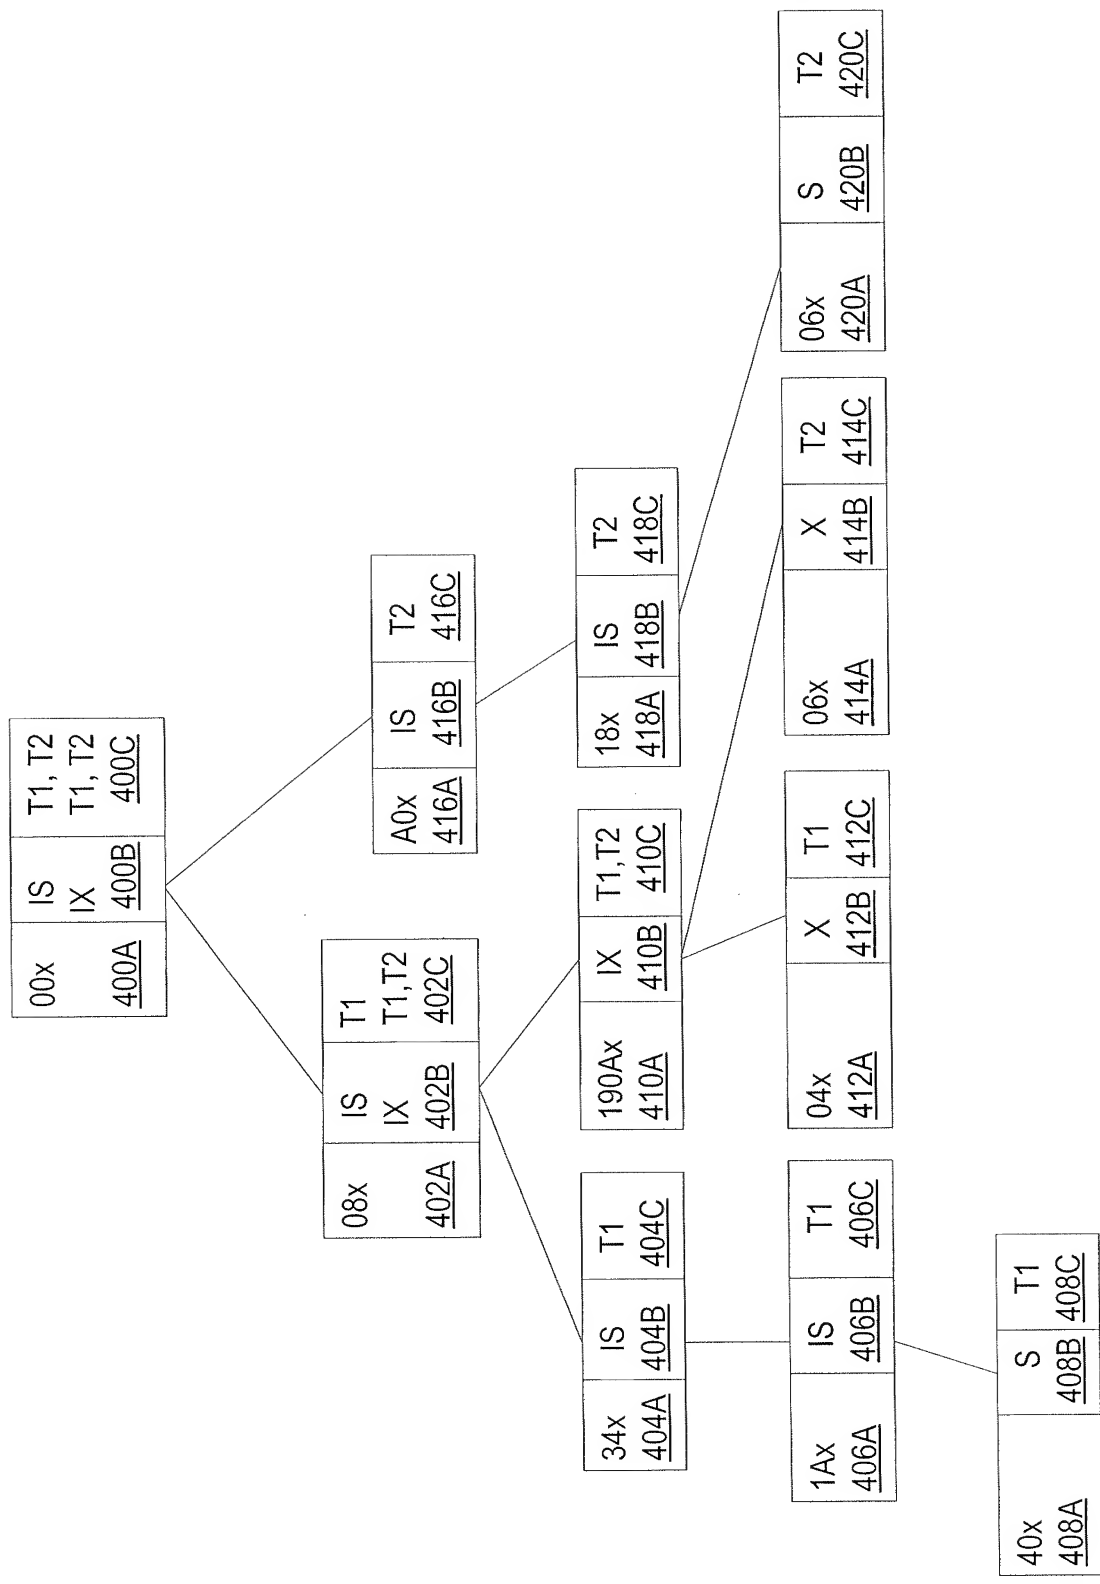 00x
400A
IS
IX
400B
T1, T2
T1, T2
400C
08x
402A
IS
IX
402B
T1
T1,T2
402C
A0x
416A
IS
416B
T2
416C
34x
404A
IS
404B
T1
404C
190Ax
410A
IX
410B
T1,T2
410C
18x
418A
IS
418B
T2
418C
1Ax
406A
IS
406B
T1
406C
04x
412A
X
412B
T1
412C
06x
414A
X
414B
T2
414C
06x
420A
S
420B
T2
420C
40x
408A
S
408B
T1
408C